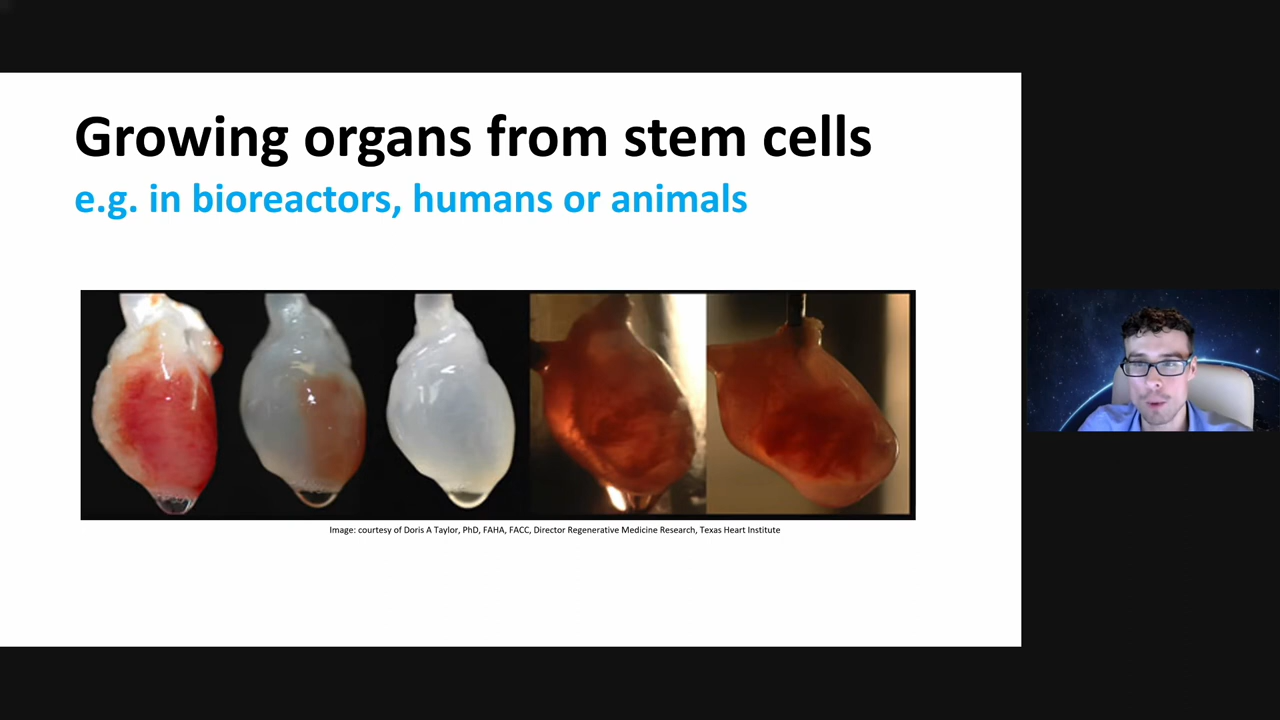 Growing organs from stem cells
e.g. in bioreactors, humans or animals
Image: courtesy of Doris A Taylor, PhD, FAHA, FACC, Director Regenerative Medicine Research, Texas Heart Institute